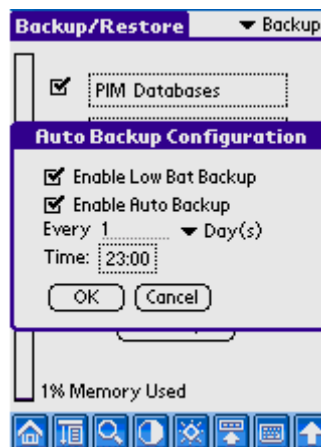 Backup/Restore Backup
PIM Databases
Auto Backup Configuration
Enable Low Bat Backup
Enable Auto Backup
Every 1 Day(s)
Time: 23:00
OK Cancel
1% Memory Used